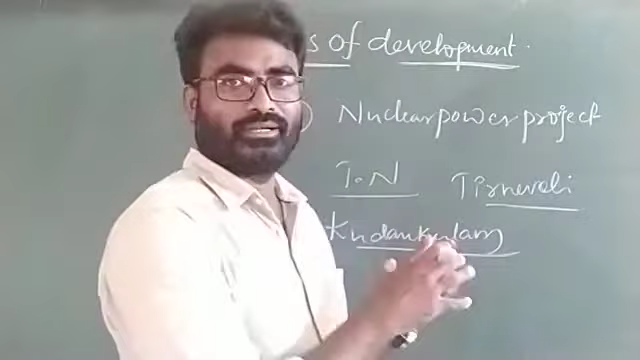 s of development.
) Nuclear power project
T.N Tirneveli
Kudankulam